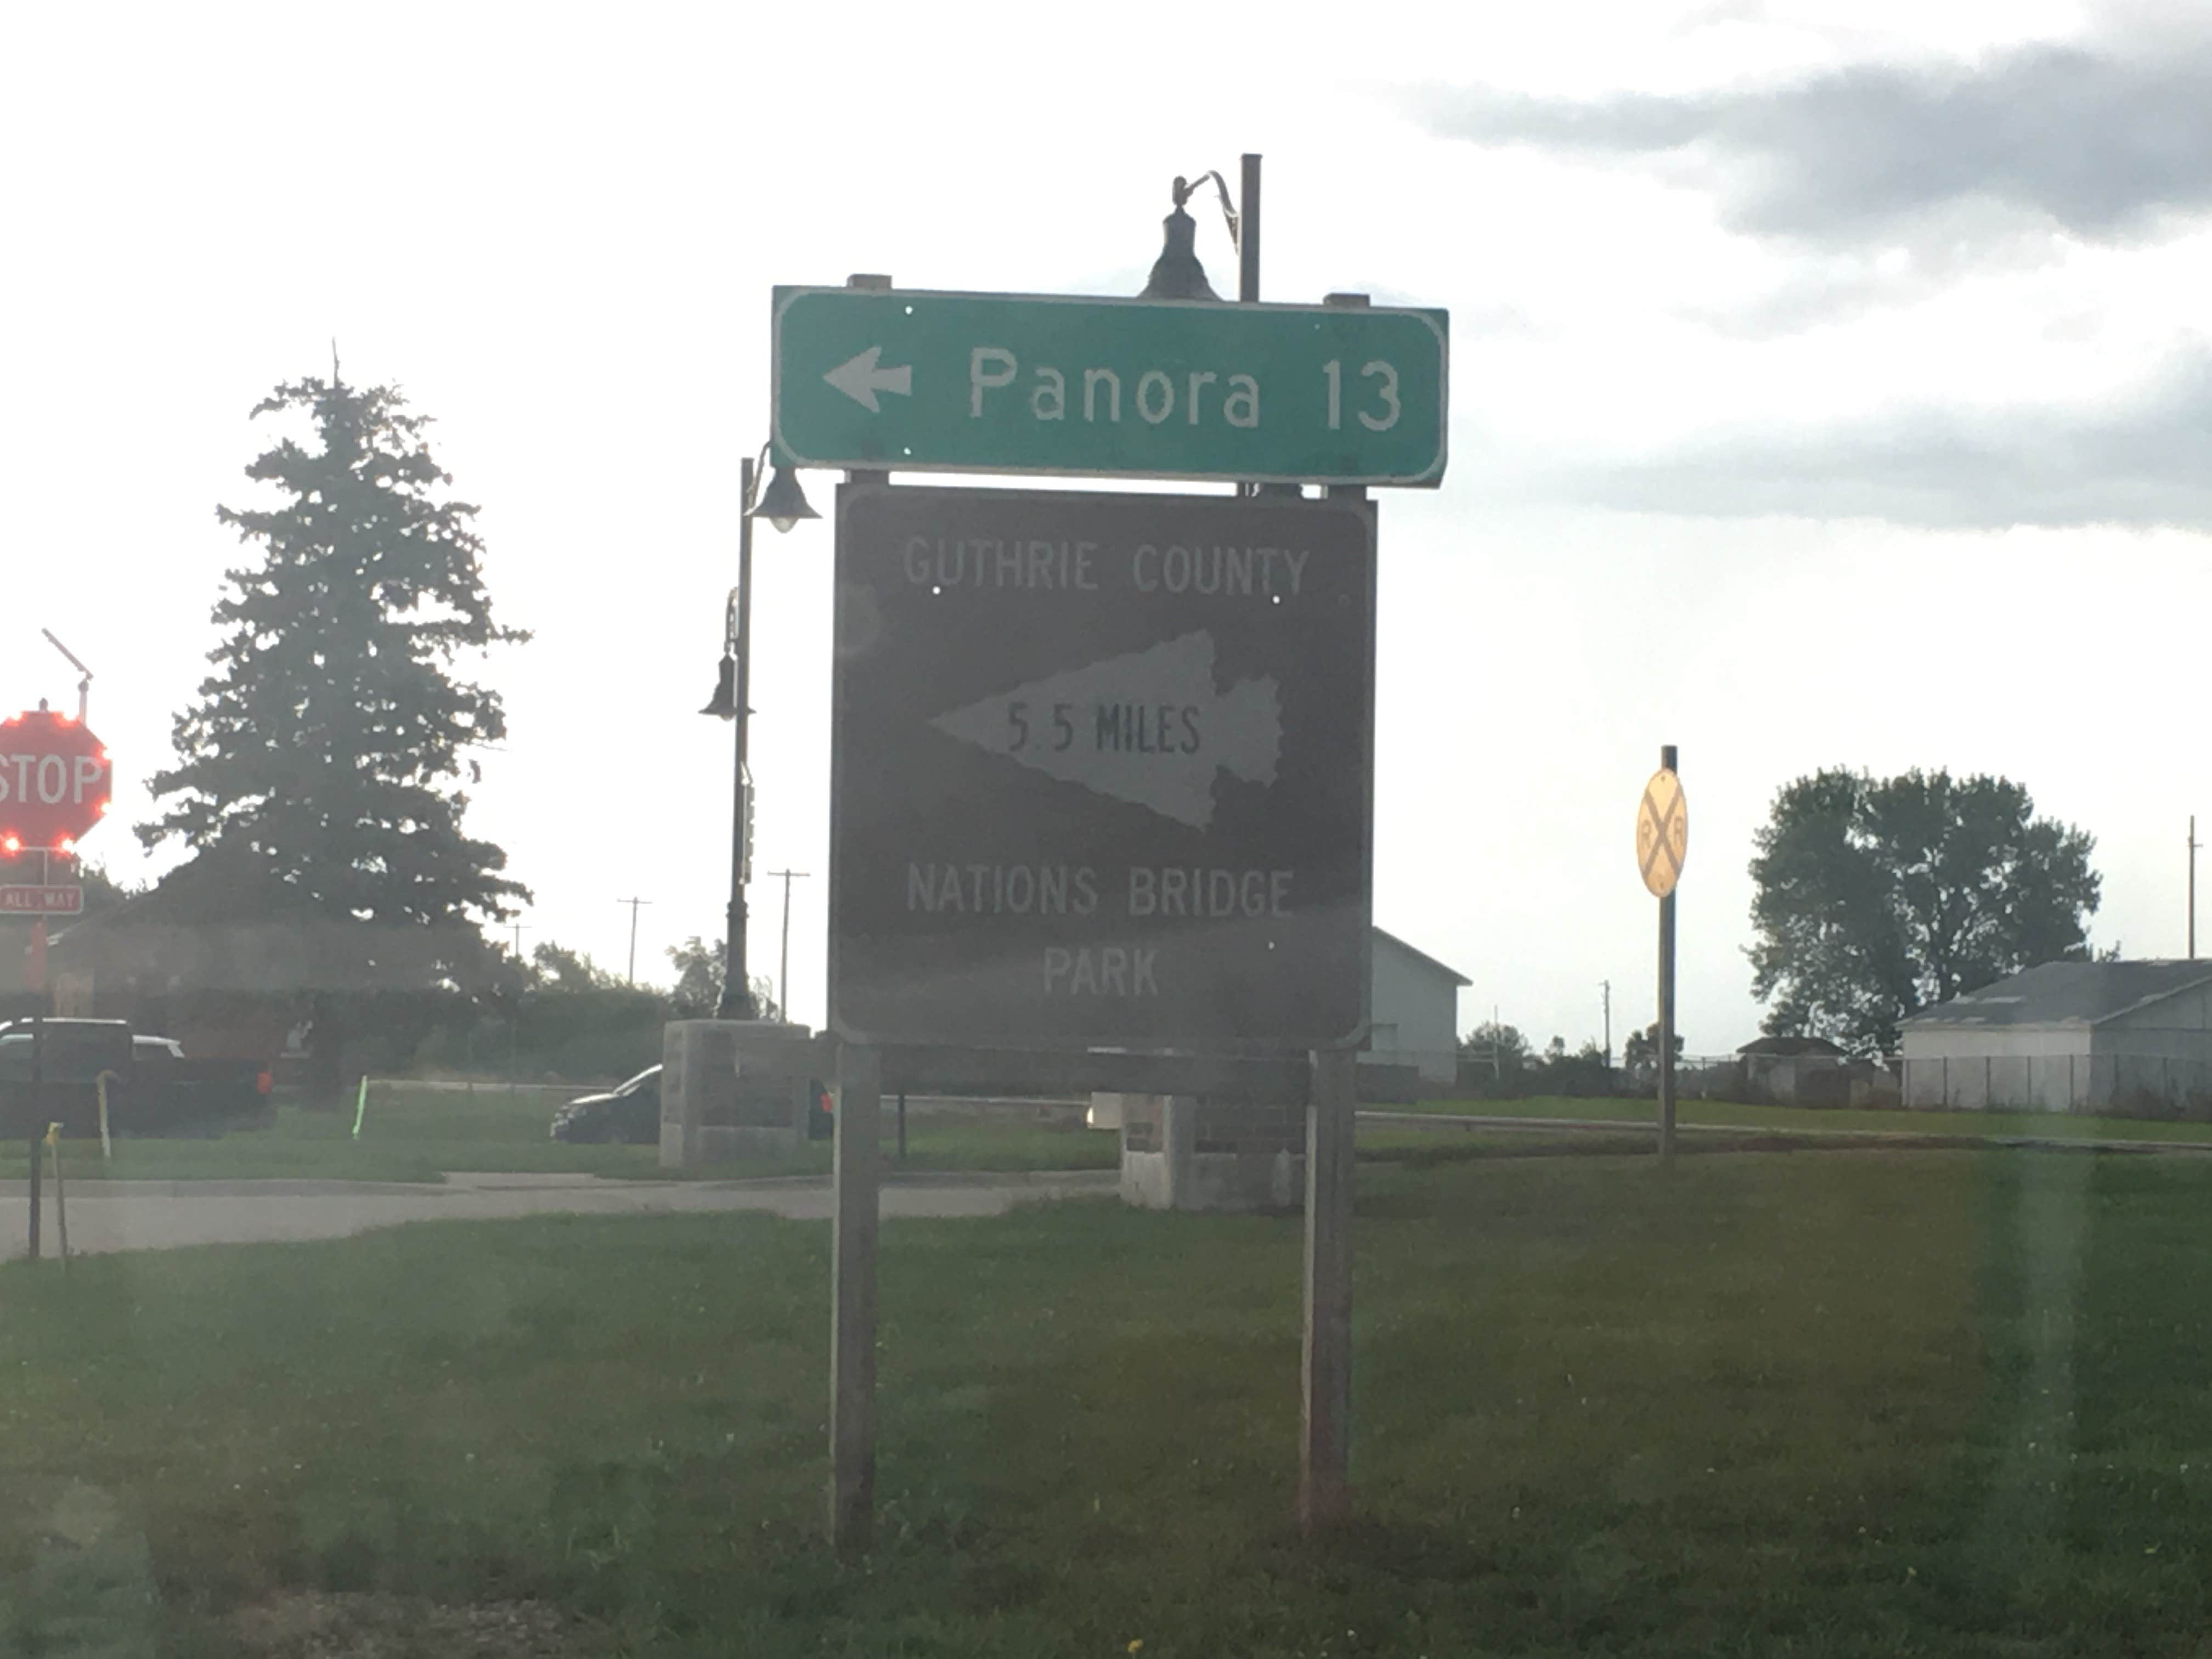 Panora 13
GUTHRIE COUNTY
5.5 MILES
NATIONS BRIDGE
PARK
STOP
ALL WAY
R R